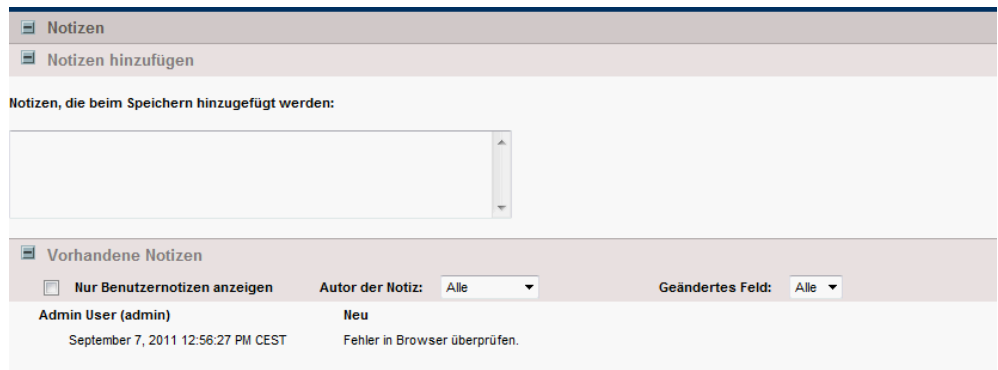 Notizen
Notizen hinzufügen
Notizen, die beim Speichern hinzugefügt werden:
Vorhandene Notizen
Nur Benutzernotizen anzeigen Autor der Notiz: Alle Geändertes Feld: Alle
Admin User (admin) Neu
September 7, 2011 12:56:27 PM CEST Fehler in Browser überprüfen.